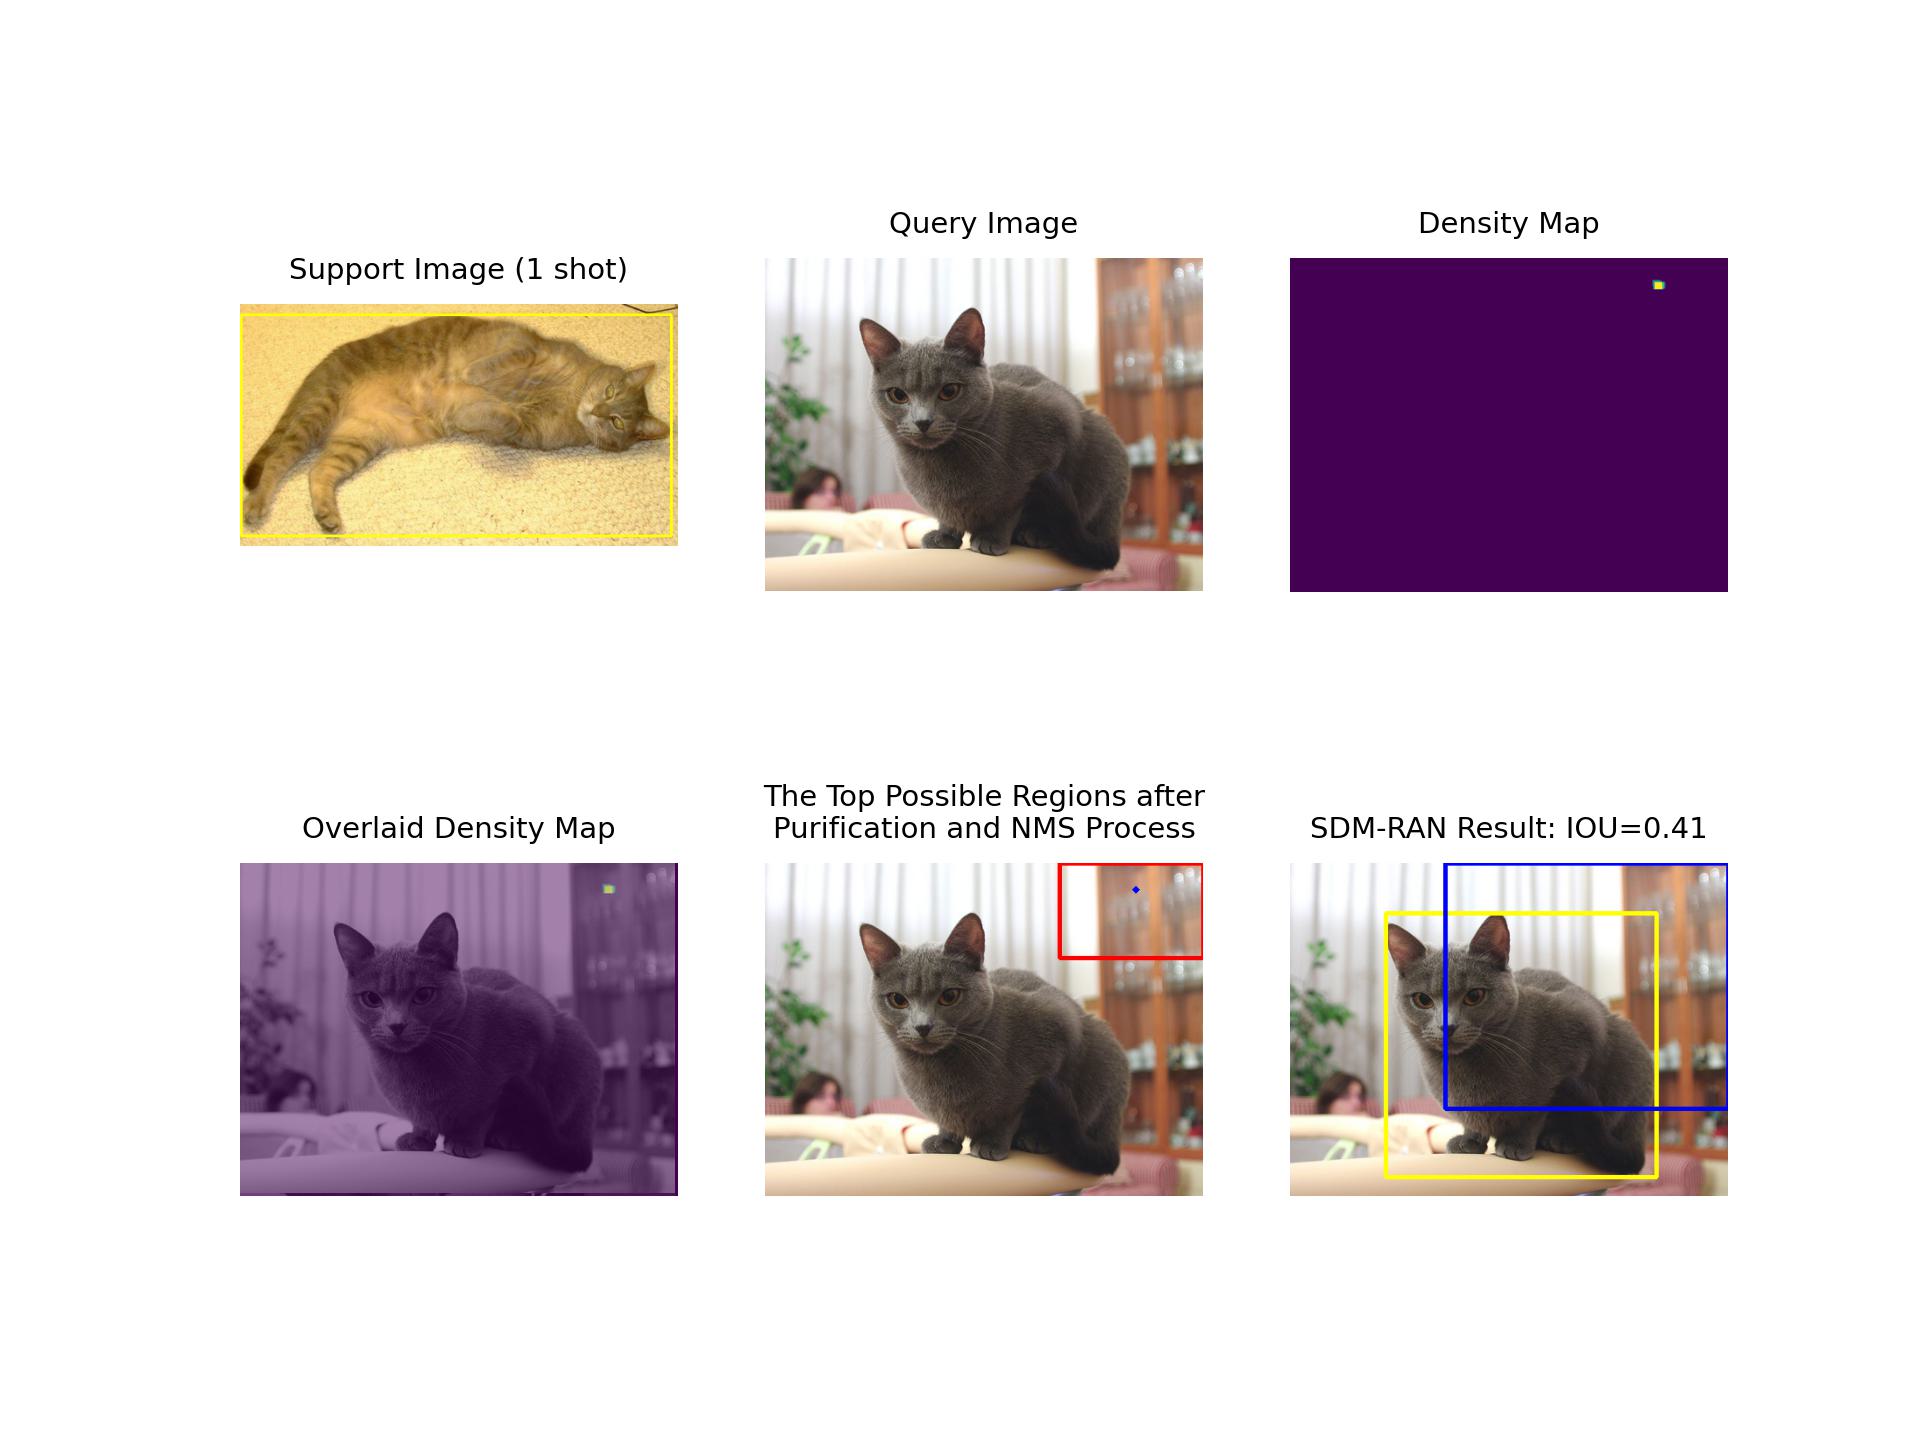 Support Image (1 shot)
Query Image
Density Map
Overlaid Density Map
The Top Possible Regions after
Purification and NMS Process
SDM-RAN Result: IOU=0.41